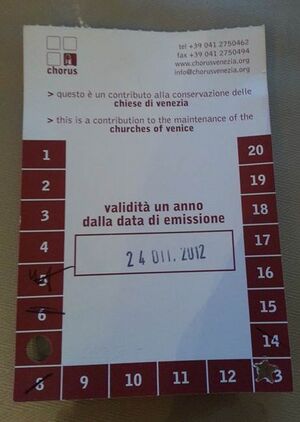 chorus
tel +39 041 2750462
fax +39 041 2750494
www.chorusvenezia.org
info@chorusvenezia.org
> questo è un contributo alla conservazione delle
chiese di venezia
> this is a contribution to the maintenance of the
churches of venice
1
2
3
4
5
6
8
9
10
11
12
3
14
15
16
17
18
19
20
validità un anno
dalla data di emissione
24 OTT. 2012